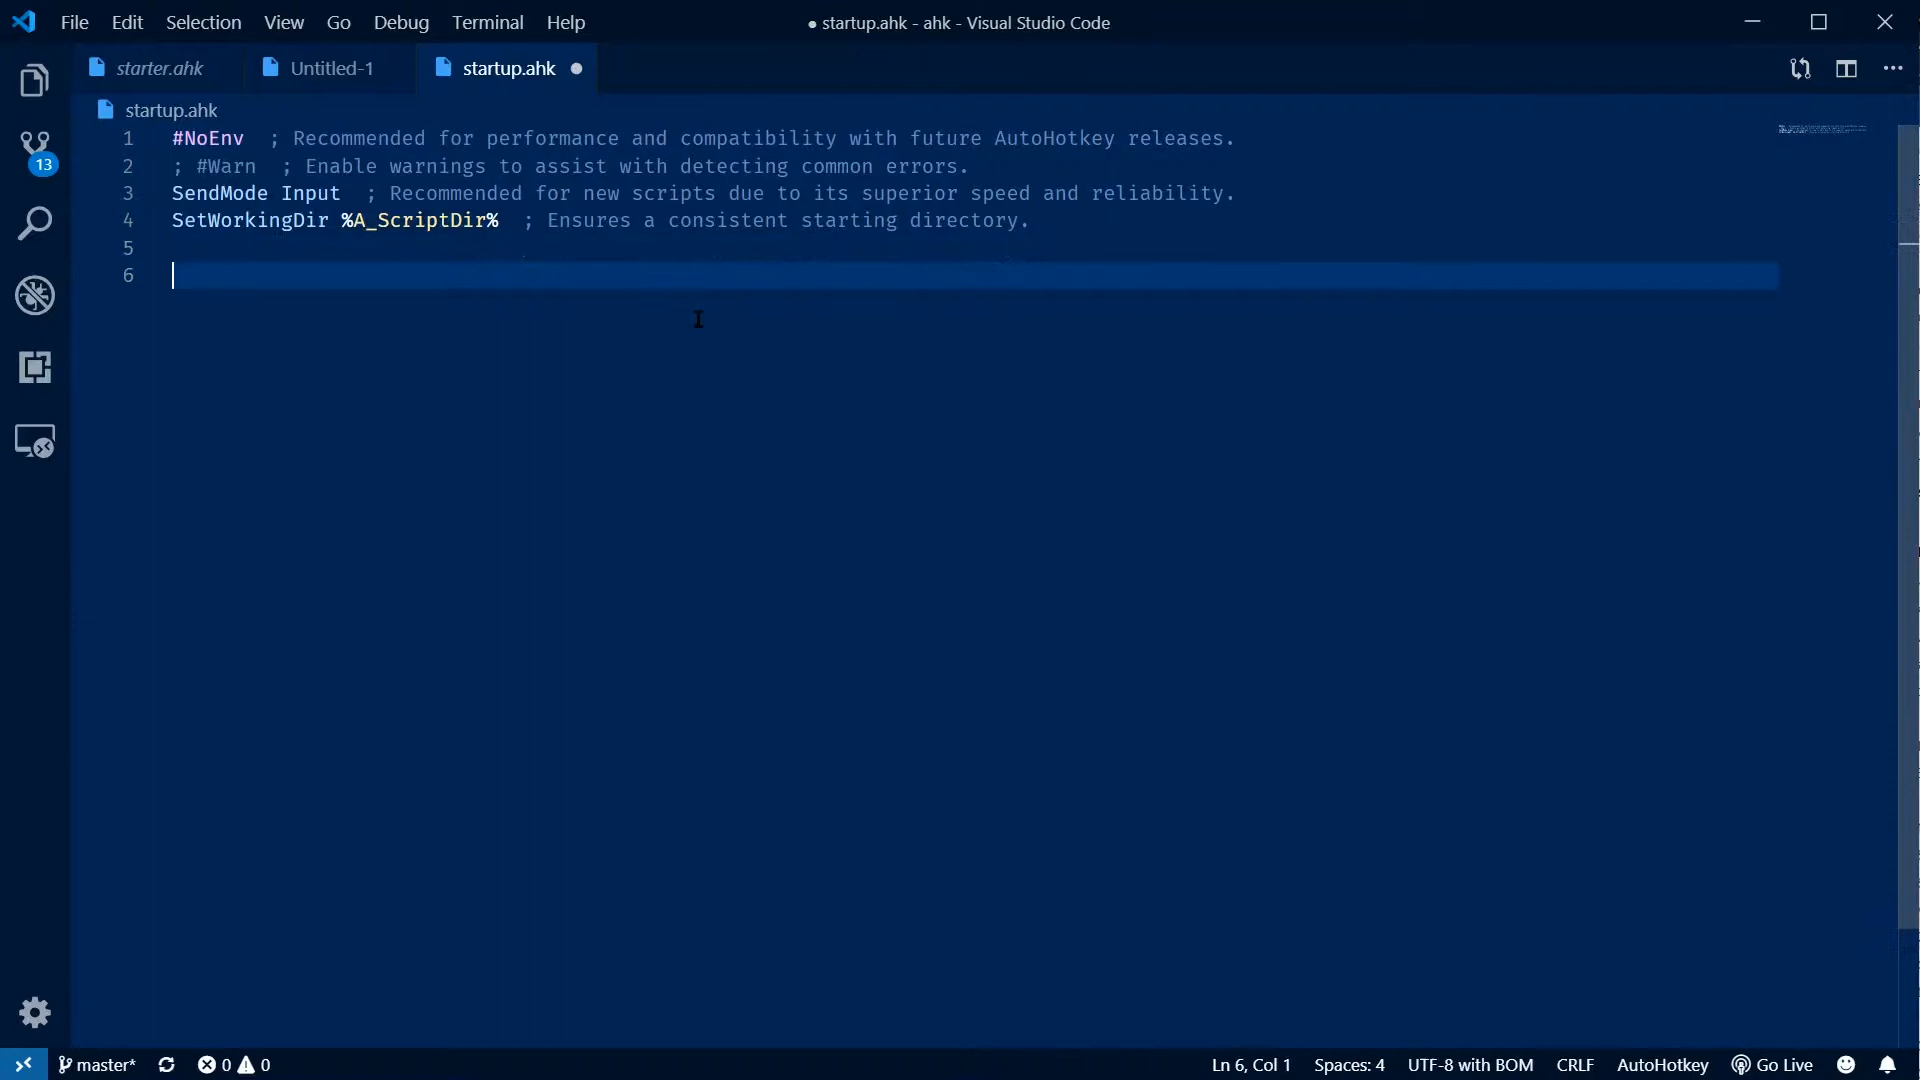 File Edit Selection View Go Debug Terminal Help
● startup.ahk - ahk - Visual Studio Code
starter.ahk
Untitled-1
startup.ahk ●
startup.ahk
1 #NoEnv  ; Recommended for performance and compatibility with future AutoHotkey releases.
2 ; #Warn  ; Enable warnings to assist with detecting common errors.
3 SendMode Input  ; Recommended for new scripts due to its superior speed and reliability.
4 SetWorkingDir %A_ScriptDir%  ; Ensures a consistent starting directory.
5
6
13
master* 0 0 Ln 6, Col 1 Spaces: 4 UTF-8 with BOM CRLF AutoHotkey Go Live